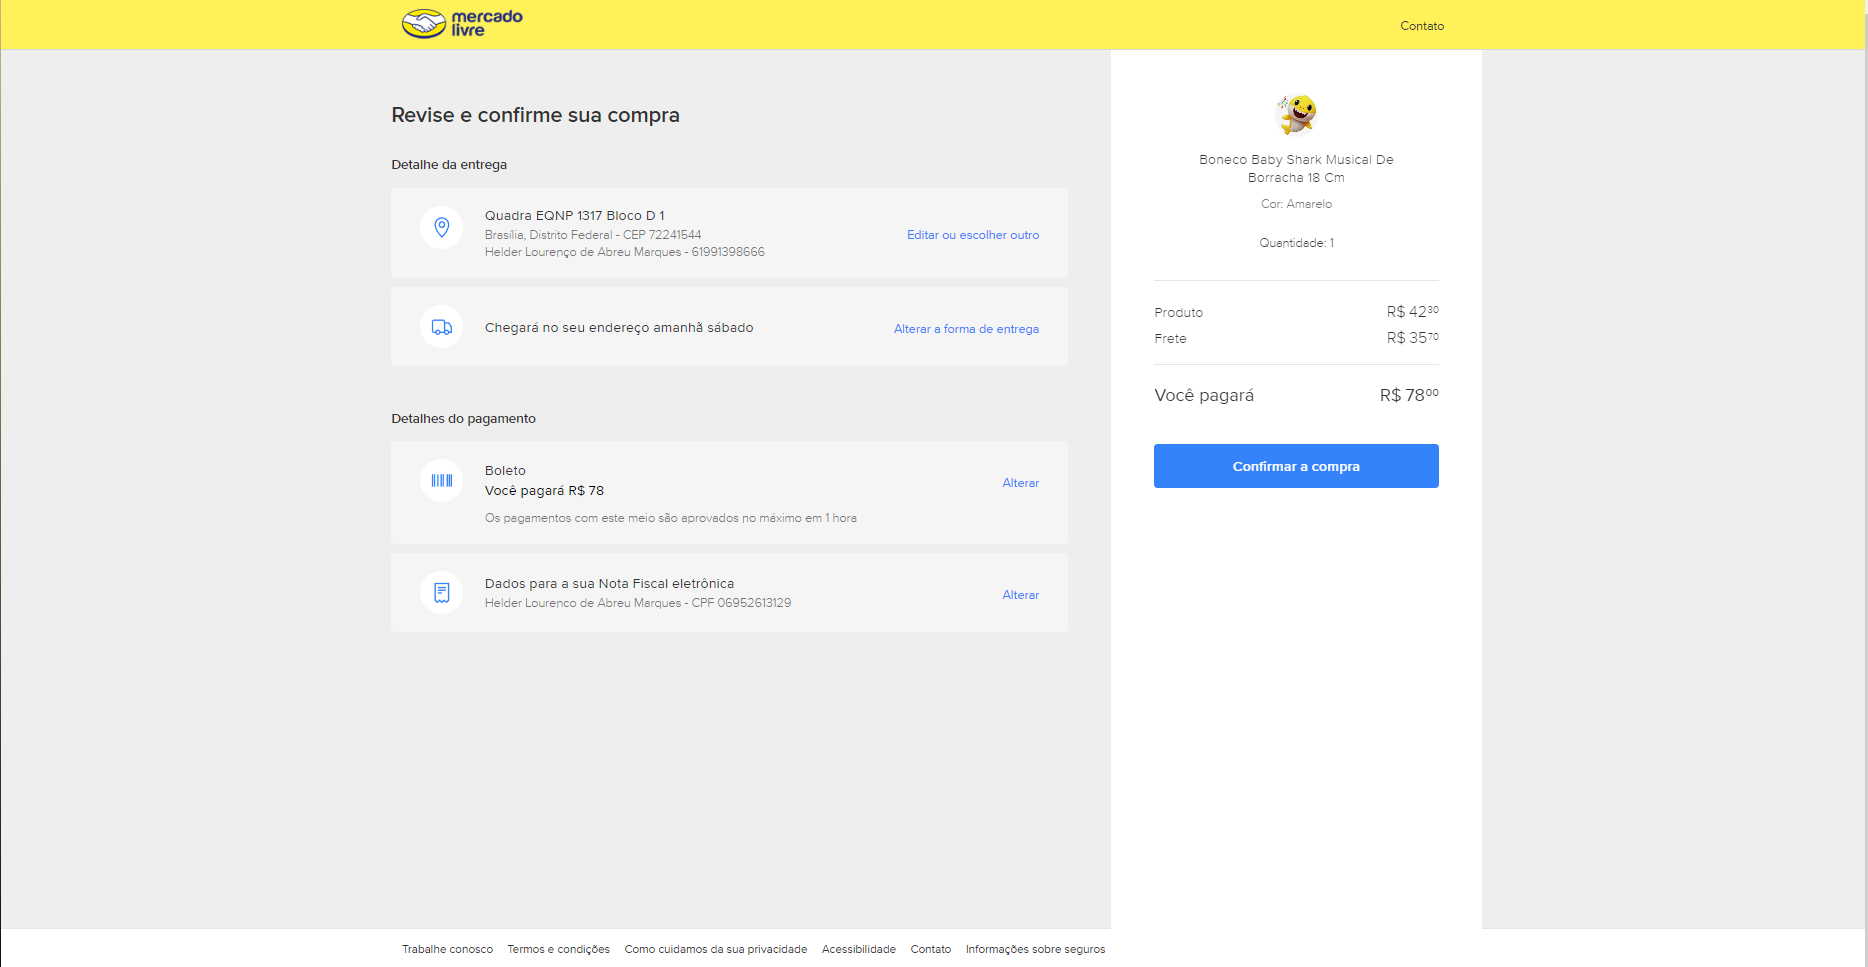 mercado
livre
Contato
Revise e confirme sua compra
Detalhe da entrega
Quadra EQNP 1317 Bloco D 1
Brasília, Distrito Federal - CEP 72241544
Helder Lourenço de Abreu Marques - 61991398666
Editar ou escolher outro
Chegará no seu endereço amanhã sábado
Alterar a forma de entrega
Detalhes do pagamento
Boleto
Você pagará R$ 78
Os pagamentos com este meio são aprovados no máximo em 1 hora
Alterar
Dados para a sua Nota Fiscal eletrônica
Helder Lourenco de Abreu Marques - CPF 06952613129
Alterar
Boneco Baby Shark Musical De
Borracha 18 Cm
Cor: Amarelo
Quantidade: 1
Produto R$ 42 30
Frete R$ 35 70
Você pagará R$ 78 00
Confirmar a compra
Trabalhe conosco Termos e condições Como cuidamos da sua privacidade Acessibilidade Contato Informações sobre seguros